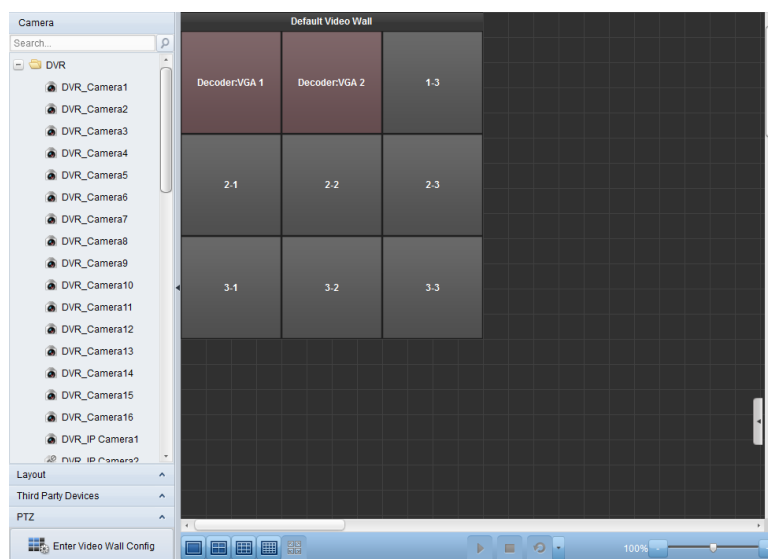 Camera
Search...
DVR
DVR_Camera1
DVR_Camera2
DVR_Camera3
DVR_Camera4
DVR_Camera5
DVR_Camera6
DVR_Camera7
DVR_Camera8
DVR_Camera9
DVR_Camera10
DVR_Camera11
DVR_Camera12
DVR_Camera13
DVR_Camera14
DVR_Camera15
DVR_Camera16
DVR_IP Camera1
DVR_IP Camera2
Layout
Third Party Devices
PTZ
Enter Video Wall Config
Default Video Wall
Decoder:VGA 1 Decoder:VGA 2 1-3
2-1 2-2 2-3
3-1 3-2 3-3
100%